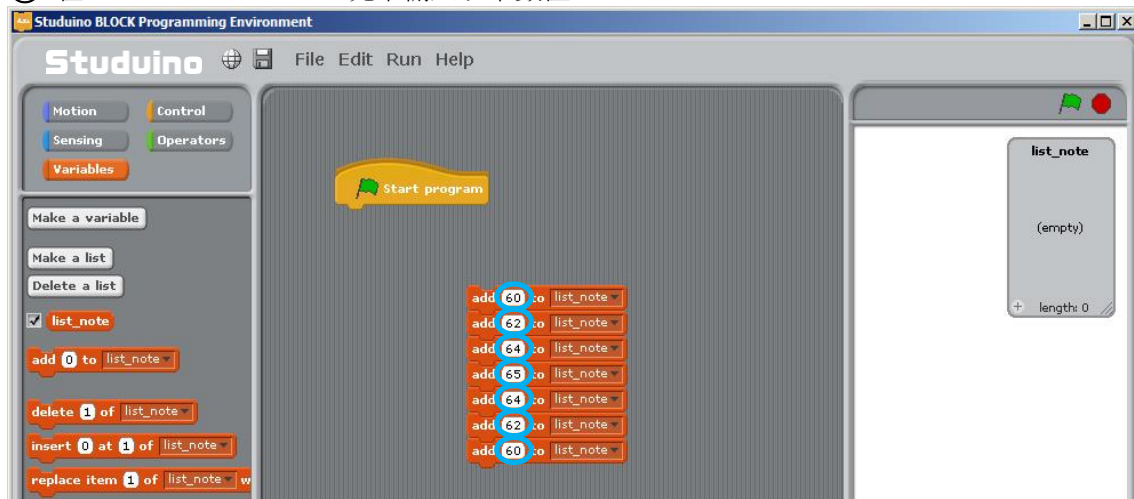 Studuino BLOCK Programming Environment
Studuino File Edit Run Help
Motion Control
Sensing Operators
Variables
Make a variable
Make a list
Delete a list
list_note
add 0 to list_note
delete 1 of list_note
insert 0 at 1 of list_note
replace item 1 of list_note w
Start program
add 60 to list_note
add 62 to list_note
add 64 to list_note
add 65 to list_note
add 64 to list_note
add 62 to list_note
add 60 to list_note
list_note
(empty)
+ length: 0